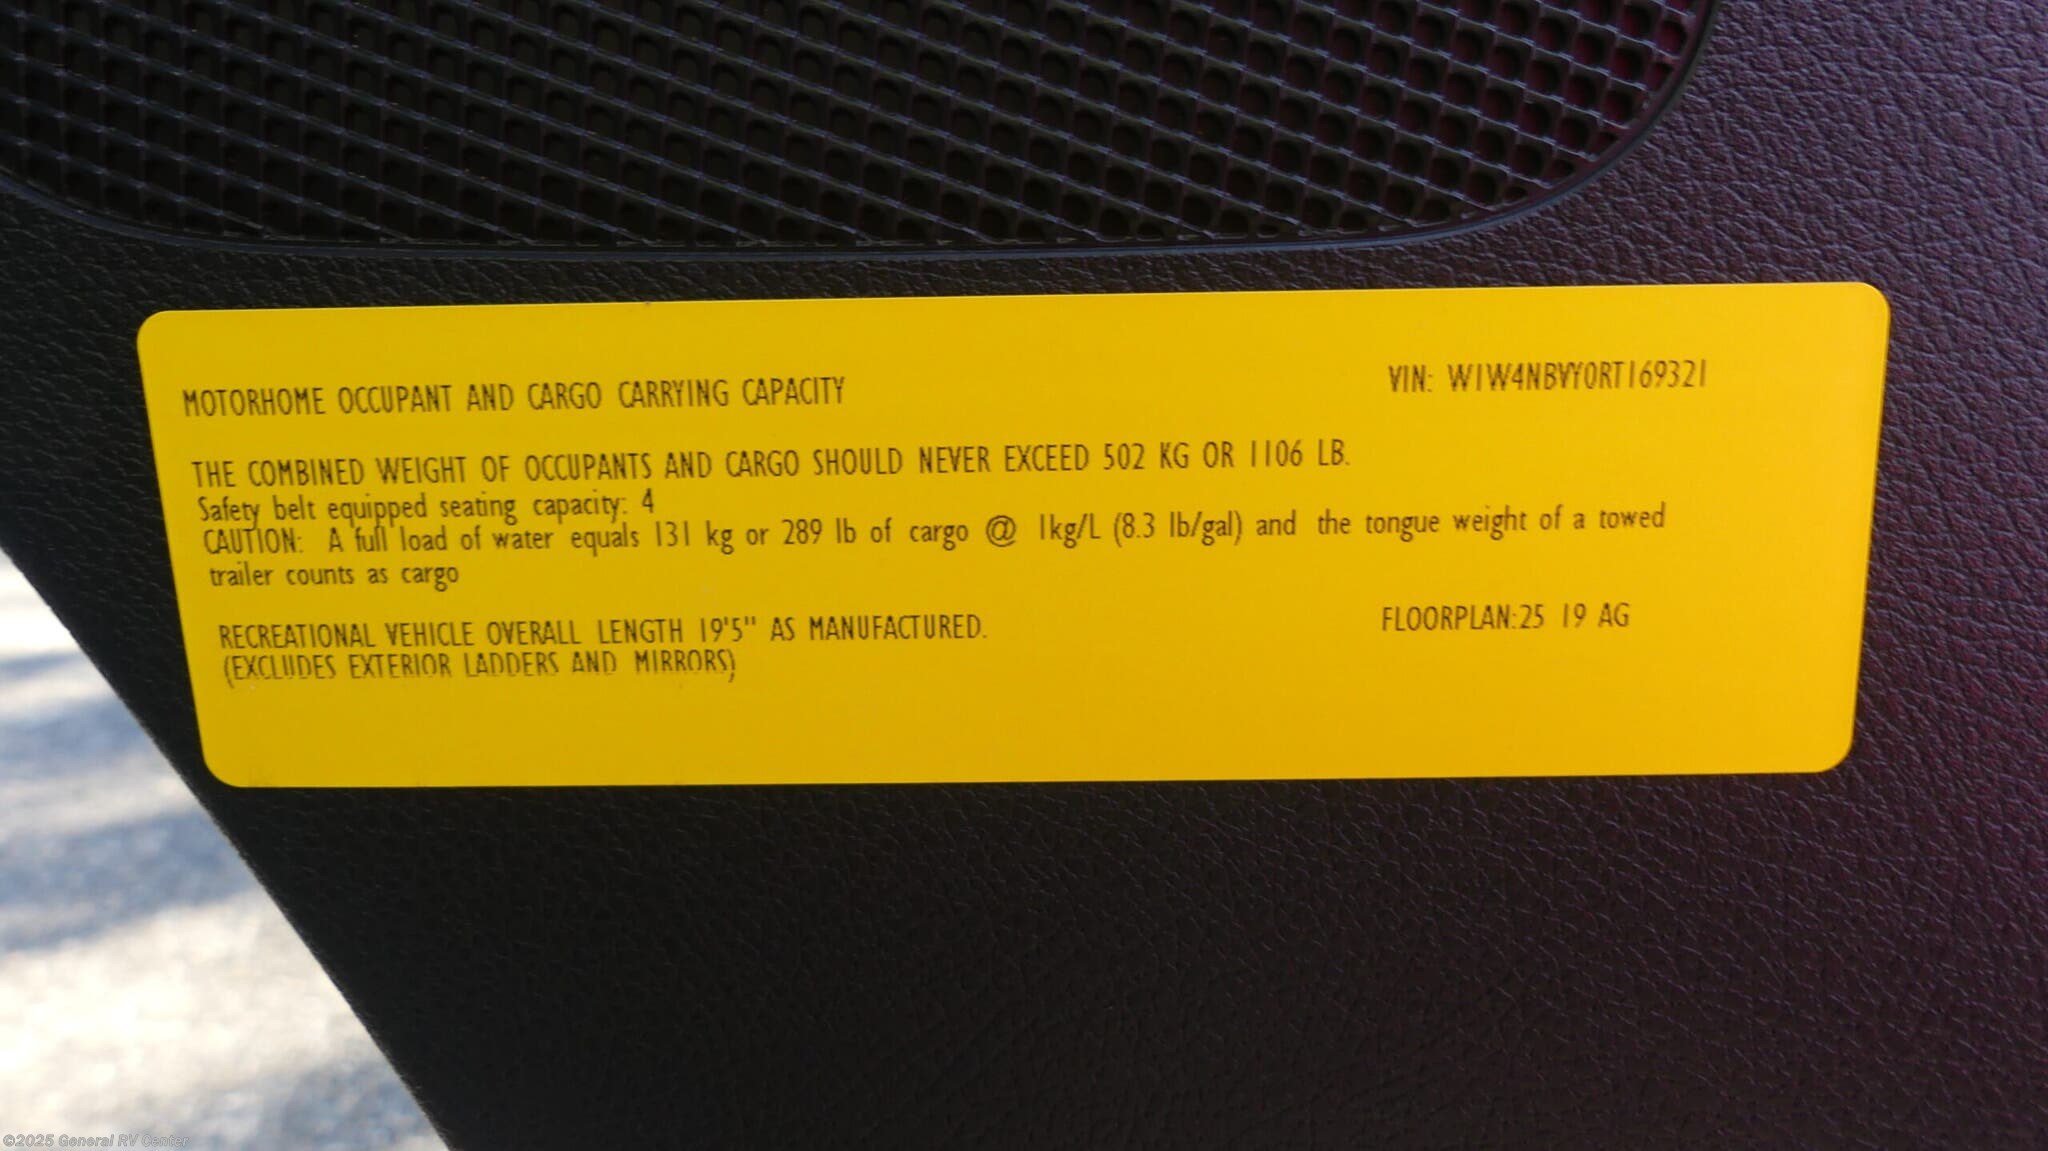 MOTORHOME OCCUPANT AND CARGO CARRYING CAPACITY
VIN: W1W4NBVY0RT169321
THE COMBINED WEIGHT OF OCCUPANTS AND CARGO SHOULD NEVER EXCEED 502 KG OR 1106 LB.
Safety belt equipped seating capacity: 4
CAUTION: A full load of water equals 131 kg or 289 lb of cargo @ 1kg/L (8.3 lb/gal) and the tongue weight of a towed
trailer counts as cargo
RECREATIONAL VEHICLE OVERALL LENGTH 19'5" AS MANUFACTURED.
FLOORPLAN:25 19 AG
(EXCLUDES EXTERIOR LADDERS AND MIRRORS)
©2025 General RV Center